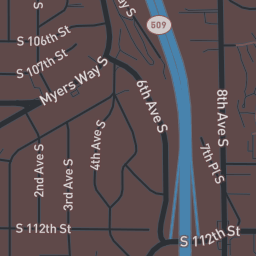 ay S
509
S 106th St
S 107th St
Myers Way S
6th Ave S
8th Ave S
7th Pl S
4th Ave S
2nd Ave S
3rd Ave S
S 112th St
S 112th St